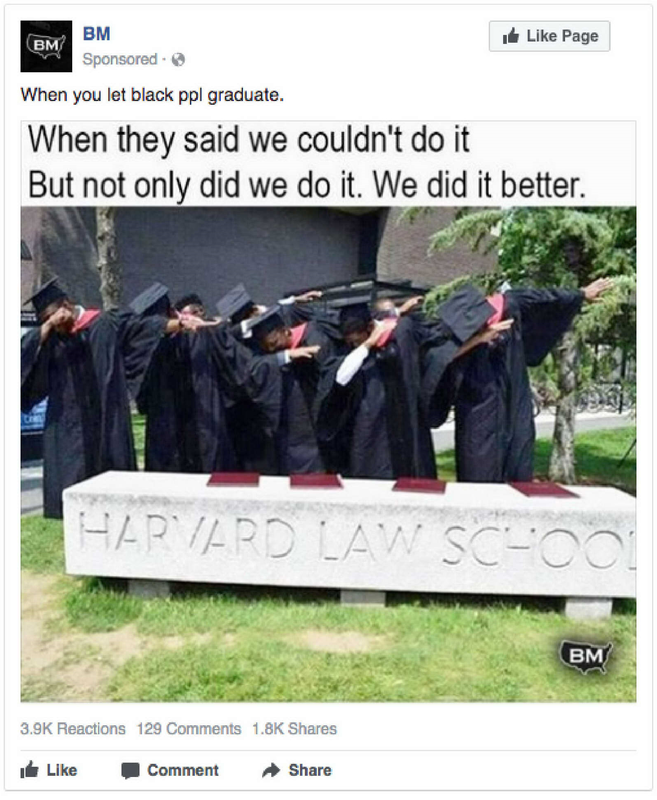 BM
BM
Like Page
Sponsored ·
When you let black ppl graduate.
When they said we couldn't do it
But not only did we do it. We did it better.
HARVARD LAW SCHOOL
BM
3.9K Reactions 129 Comments 1.8K Shares
Like Comment Share